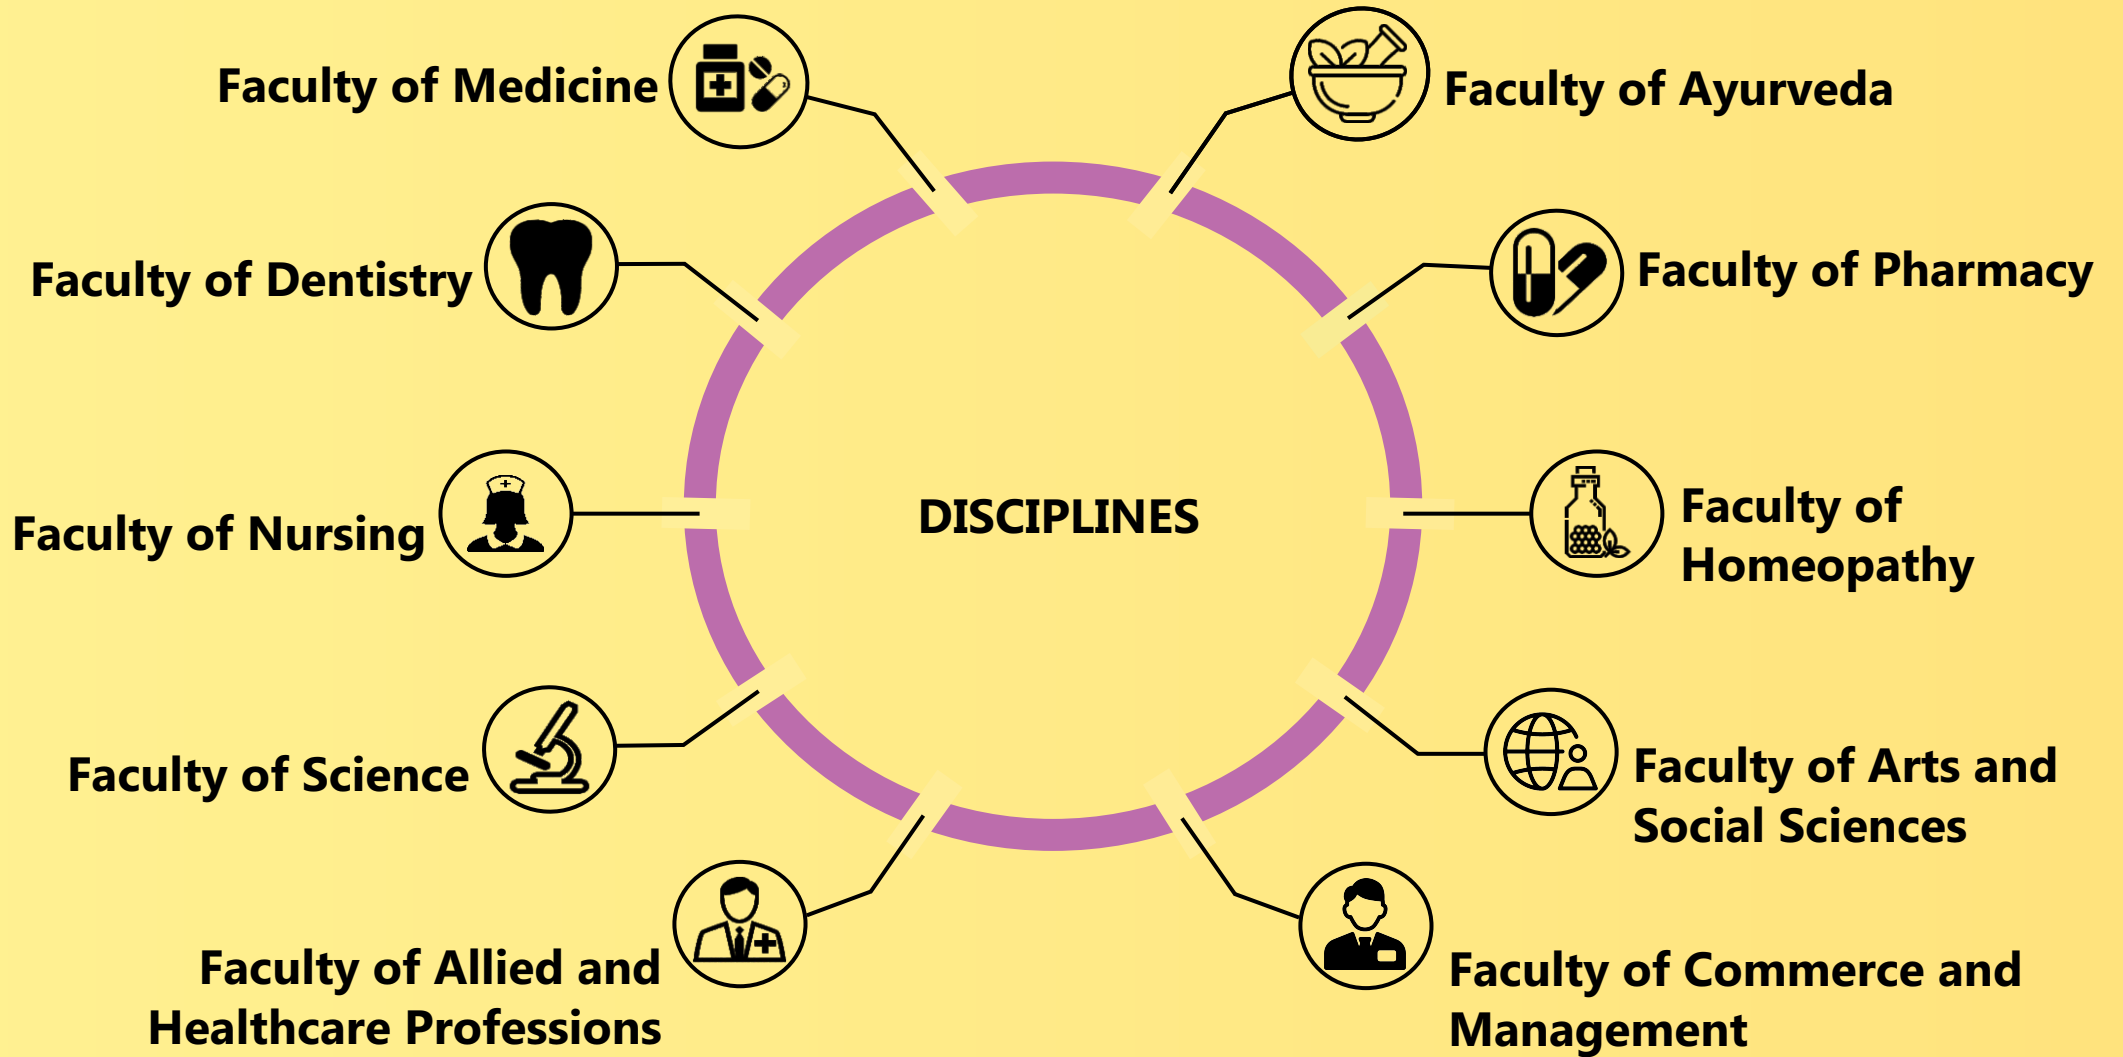 Faculty of Medicine
Faculty of Ayurveda
Faculty of Dentistry
Faculty of Pharmacy
Faculty of Nursing
DISCIPLINES
Faculty of
Homeopathy
Faculty of Science
Faculty of Arts and
Social Sciences
Faculty of Allied and
Healthcare Professions
Faculty of Commerce and
Management